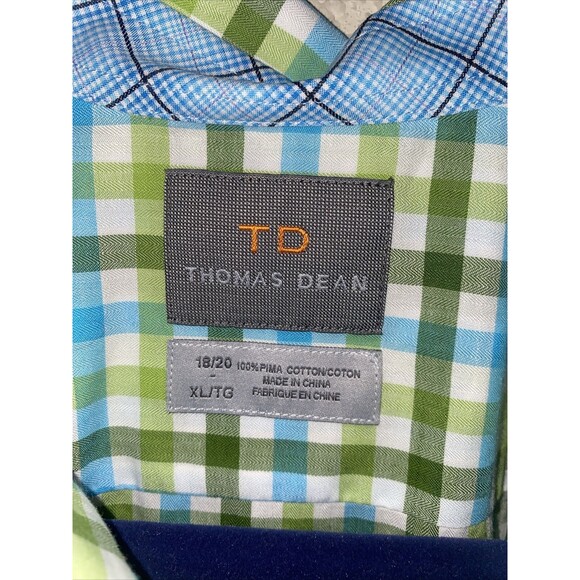 TD
THOMAS DEAN
18/20 100% PIMA COTTON/COTON
- MADE IN CHINA
XL/TG FABRIQUE EN CHINE